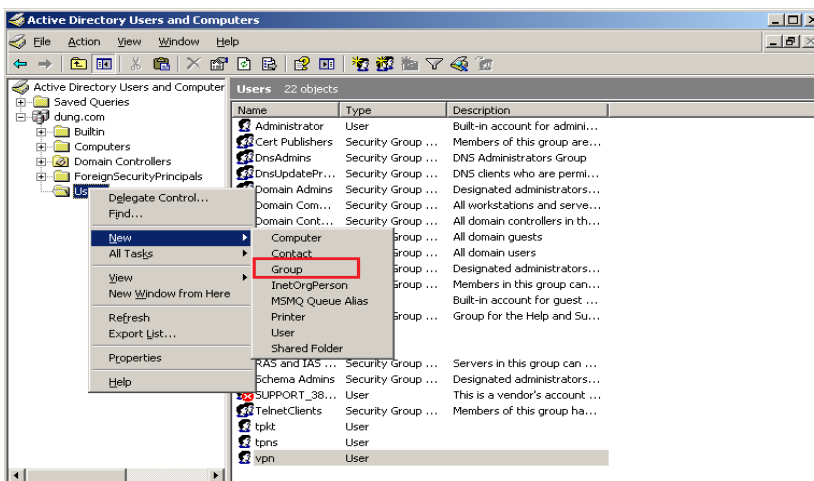 Active Directory Users and Computers
File Action View Window Help
Active Directory Users and Computer
Saved Queries
dung.com
Builtin
Computers
Domain Controllers
ForeignSecurityPrincipals
Us
Delegate Control...
Find...
New
All Tasks
View
New Window from Here
Refresh
Export List...
Properties
Help
Computer
Contact
Group
InetOrgPerson
MSMQ Queue Alias
Printer
User
Shared Folder
Users 22 objects
Name Type Description
Administrator User Built-in account for admini...
Cert Publishers Security Group ... Members of this group are...
DnsAdmins Security Group ... DNS Administrators Group
DnsUpdatePr... Security Group ... DNS clients who are permi...
Domain Admins Security Group ... Designated administrators...
Domain Com... Security Group ... All workstations and serve...
Domain Cont... Security Group ... All domain controllers in th...
Group ... All domain guests
Group ... All domain users
Group ... Designated administrators...
Group ... Members in this group can...
Built-in account for guest ...
Group ... Group for the Help and Su...
RAS and IAS ... Security Group ... Servers in this group can ...
Schema Admins Security Group ... Designated administrators...
SUPPORT_38... User This is a vendor's account ...
TelnetClients Security Group ... Members of this group ha...
tpkt User
tpns User
vpn User